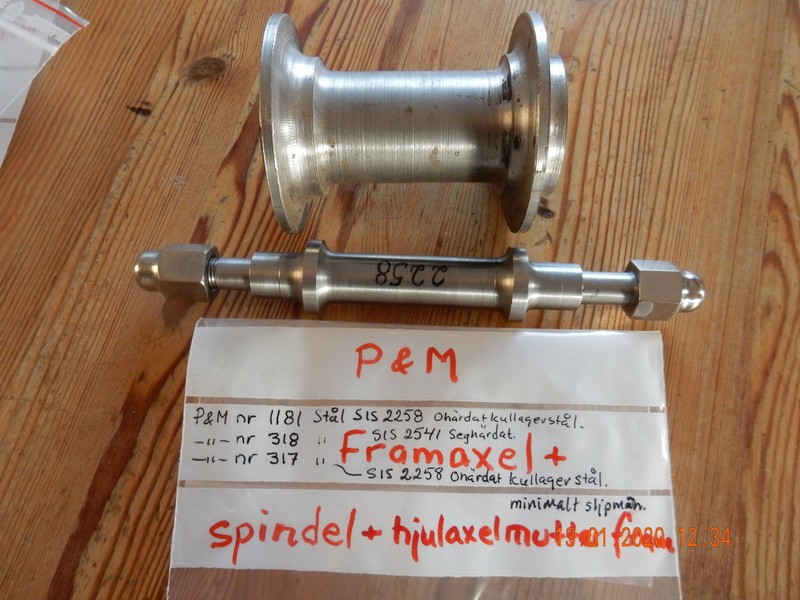 2258
P & M
P&M nr 1181 Stål SIS 2258 Ohärdat kullagerstål.
-"- nr 318 " SIS 2541 Seghärdat.
-"- nr 317 " Framaxel +
SIS 2258 Ohärdat kullagerstål.
minimalt slipmån.
spindel + hjulaxelmutter fram
13/01/2020 12:34